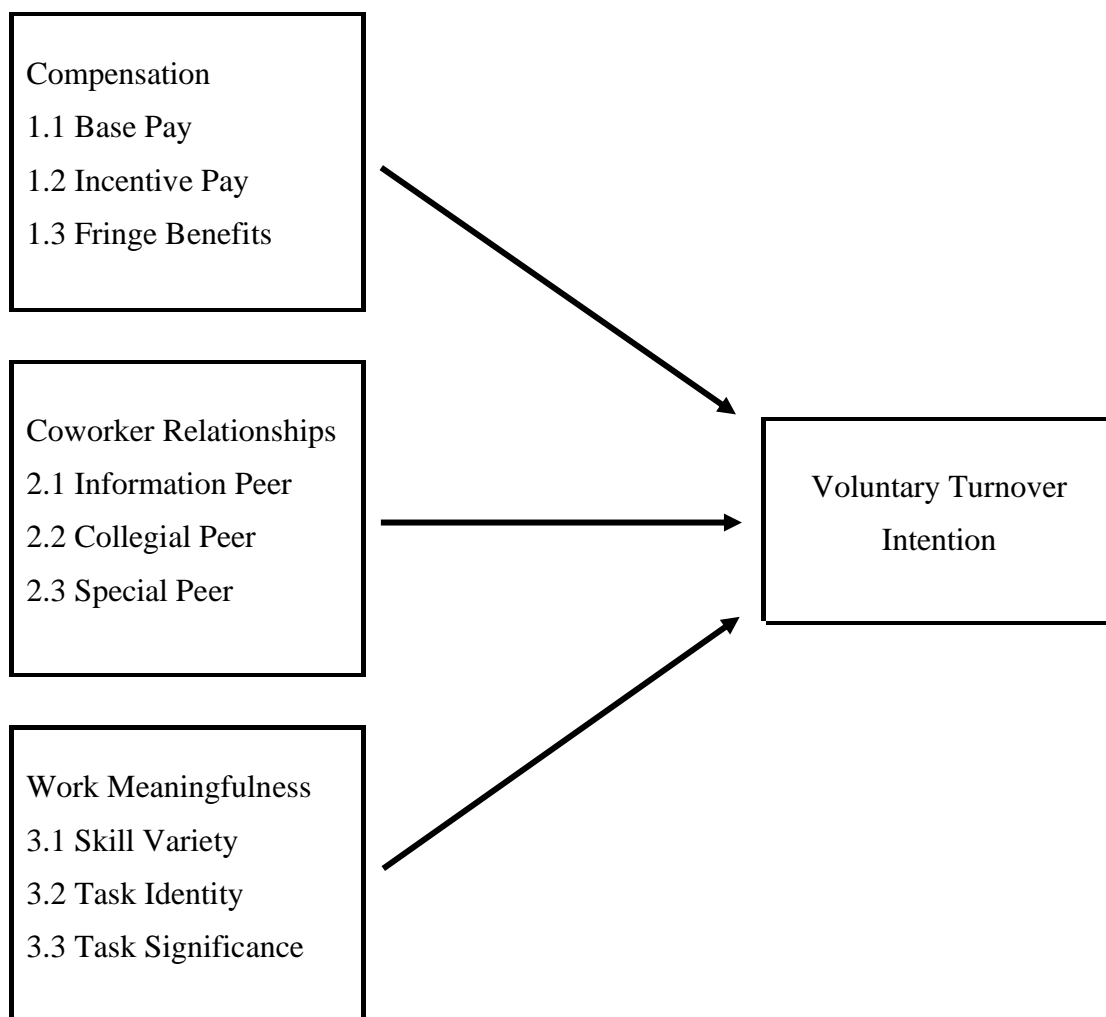 Compensation
1.1 Base Pay
1.2 Incentive Pay
1.3 Fringe Benefits
Coworker Relationships
2.1 Information Peer
2.2 Collegial Peer
2.3 Special Peer
Voluntary Turnover
Intention
Work Meaningfulness
3.1 Skill Variety
3.2 Task Identity
3.3 Task Significance